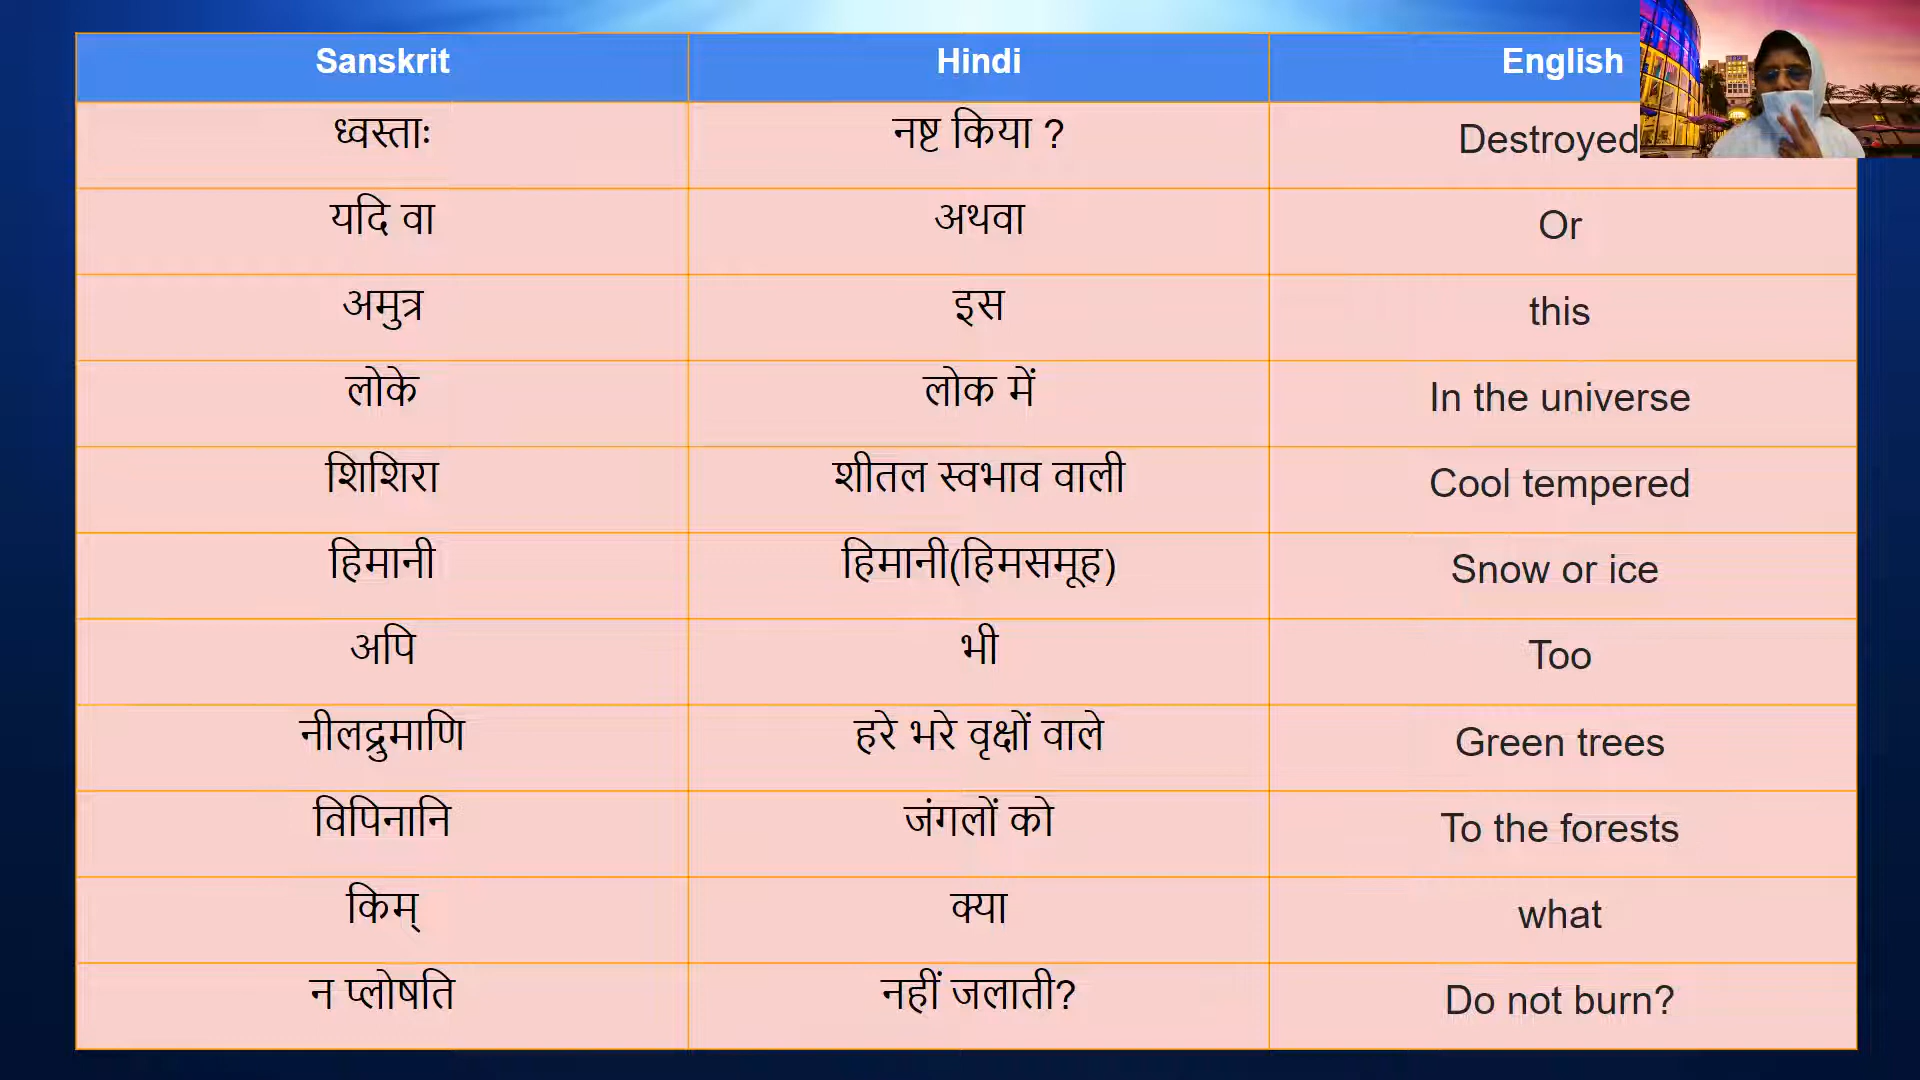 Sanskrit Hindi English
ध्वस्ताः नष्ट किया ? Destroyed
यदि वा अथवा Or
अमुत्र इस this
लोके लोक में In the universe
शिशिरा शीतल स्वभाव वाली Cool tempered
हिमानी हिमानी(हिमसमूह) Snow or ice
अपि भी Too
नीलद्रुमाणि हरे भरे वृक्षों वाले Green trees
विपिनानि जंगलों को To the forests
किम् क्या what
न प्लोषति नहीं जलाती? Do not burn?